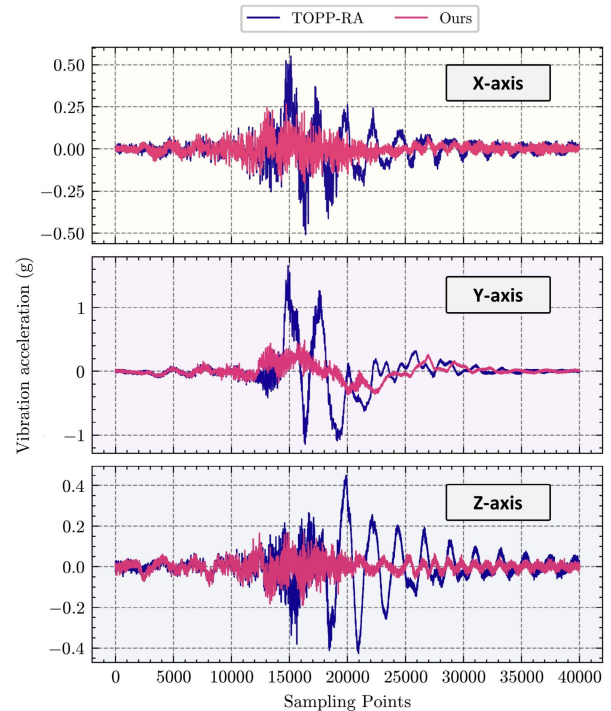 TOPP-RA Ours
X-axis
0.50
0.25
0.00
−0.25
−0.50
Y-axis
1
0
−1
Vibration acceleration (g)
Z-axis
0.4
0.2
0.0
−0.2
−0.4
0 5000 10000 15000 20000 25000 30000 35000 40000
Sampling Points